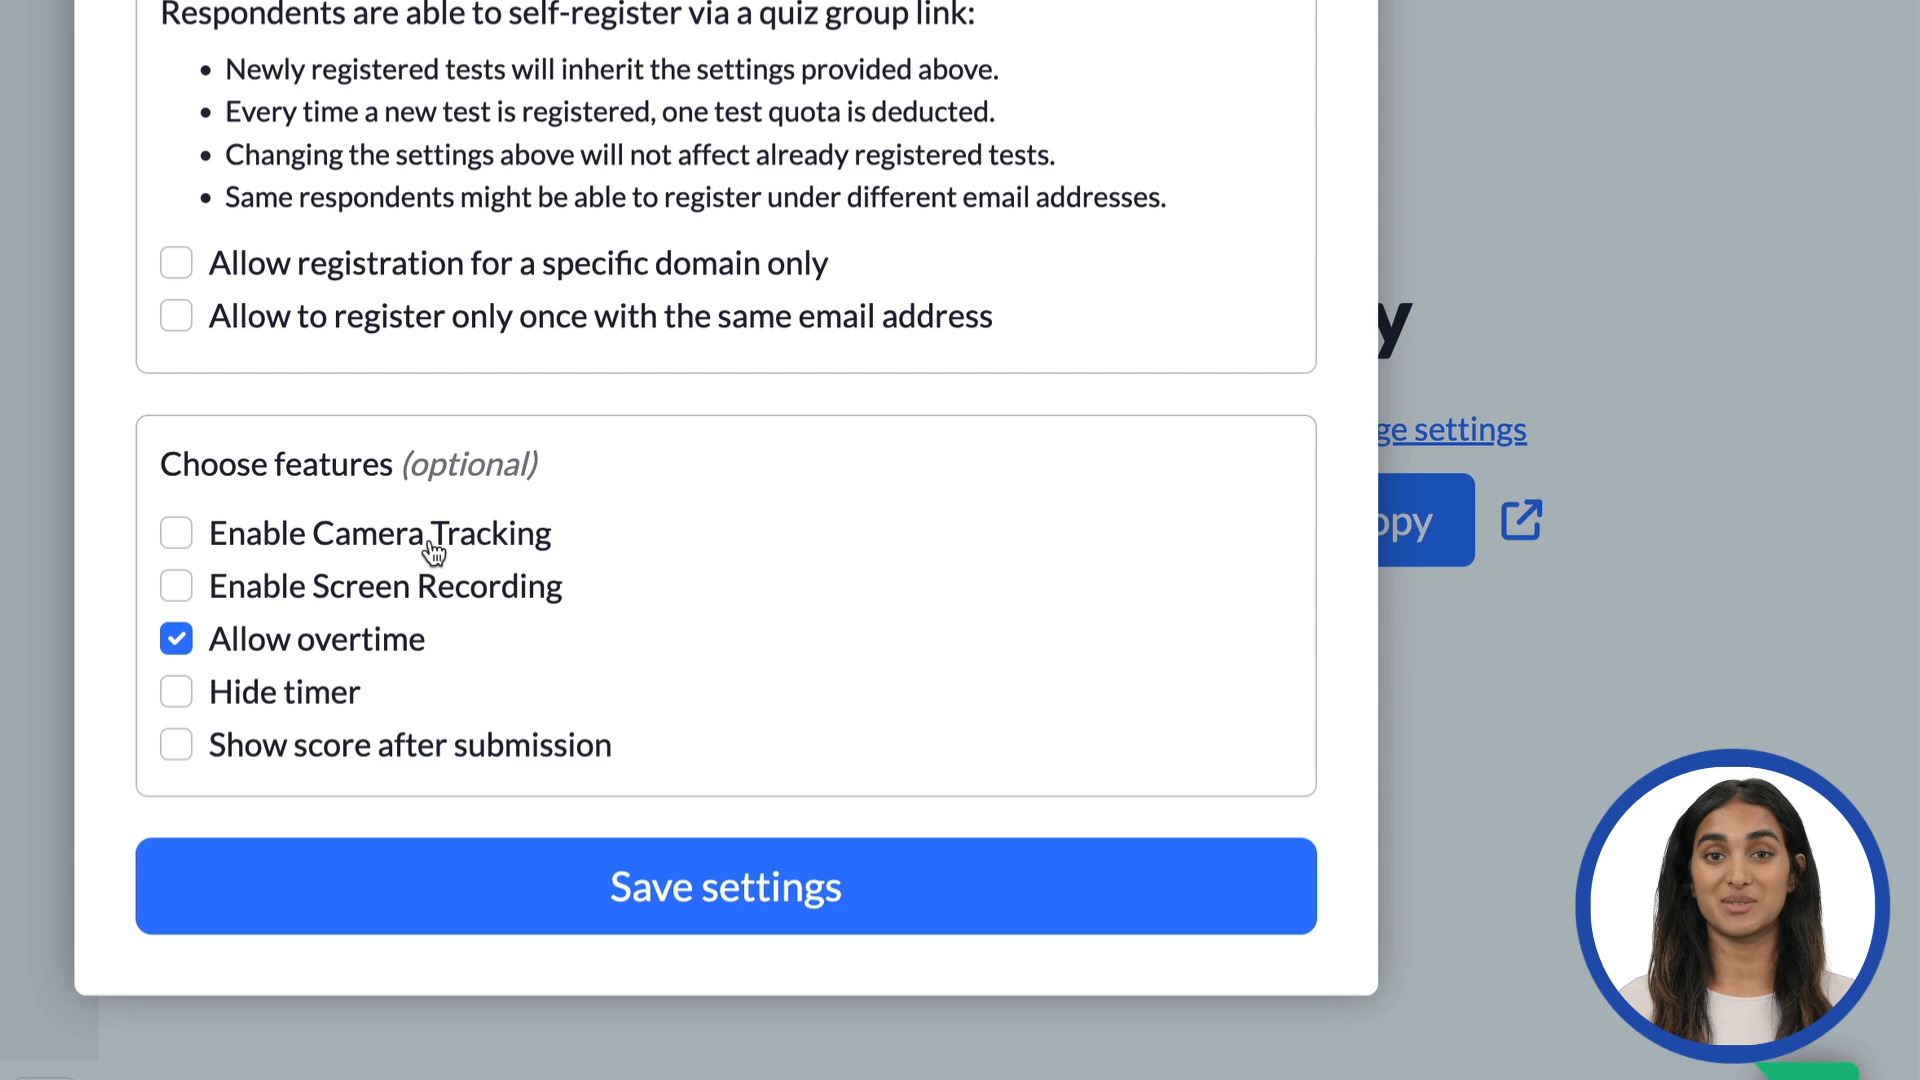 Respondents are able to self-register via a quiz group link:
• Newly registered tests will inherit the settings provided above.
• Every time a new test is registered, one test quota is deducted.
• Changing the settings above will not affect already registered tests.
• Same respondents might be able to register under different email addresses.
Allow registration for a specific domain only
Allow to register only once with the same email address
y
ge settings
opy
Choose features (optional)
Enable Camera Tracking
Enable Screen Recording
Allow overtime
Hide timer
Show score after submission
Save settings